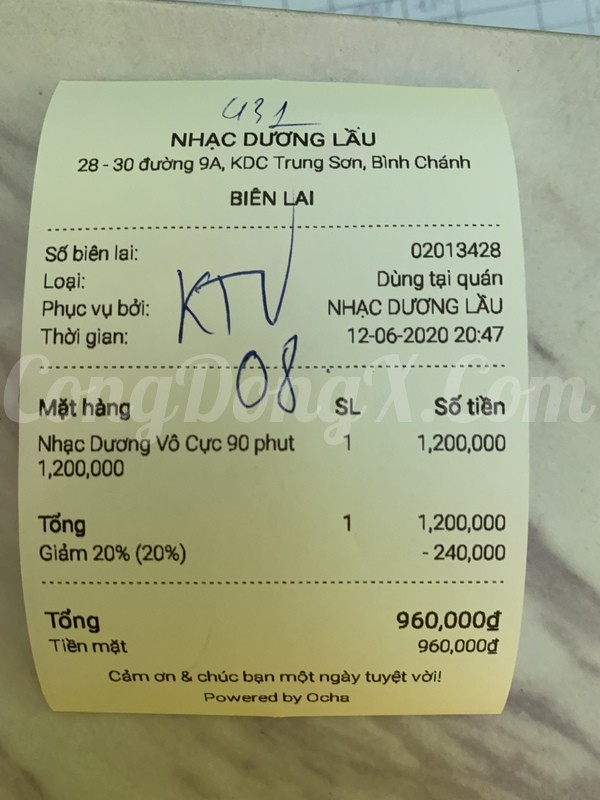 431
NHẠC DƯƠNG LẦU
28 - 30 đường 9A, KDC Trung Sơn, Bình Chánh
BIÊN LAI
Số biên lai: 02013428
Loại: Dùng tại quán
Phục vụ bởi: NHẠC DƯƠNG LẦU
Thời gian: 12-06-2020 20:47
KTV
08
CongDongX.Com
Mặt hàng SL Số tiền
Nhạc Dương Vô Cực 90 phut 1 1,200,000
1,200,000
Tổng 1 1,200,000
Giảm 20% (20%) - 240,000
Tổng 960,000₫
Tiền mặt 960,000₫
Cảm ơn & chúc bạn một ngày tuyệt vời!
Powered by Ocha